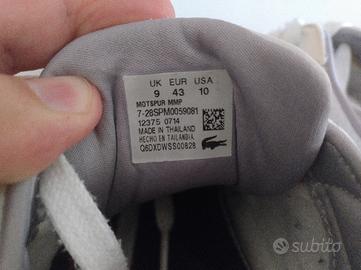 UK EUR USA
9 43 10
MOTSPUR MMP
7-28SPM0059081
12375 0714
MADE IN THAILAND
HECHO EN TAILANDIA
Q6DXDWSS00828
subito